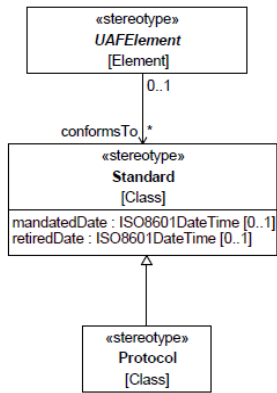 «stereotype»
UAFElement
[Element]
0..1
conformsTo *
«stereotype»
Standard
[Class]
mandatedDate : ISO8601DateTime [0..1]
retiredDate : ISO8601DateTime [0..1]
«stereotype»
Protocol
[Class]